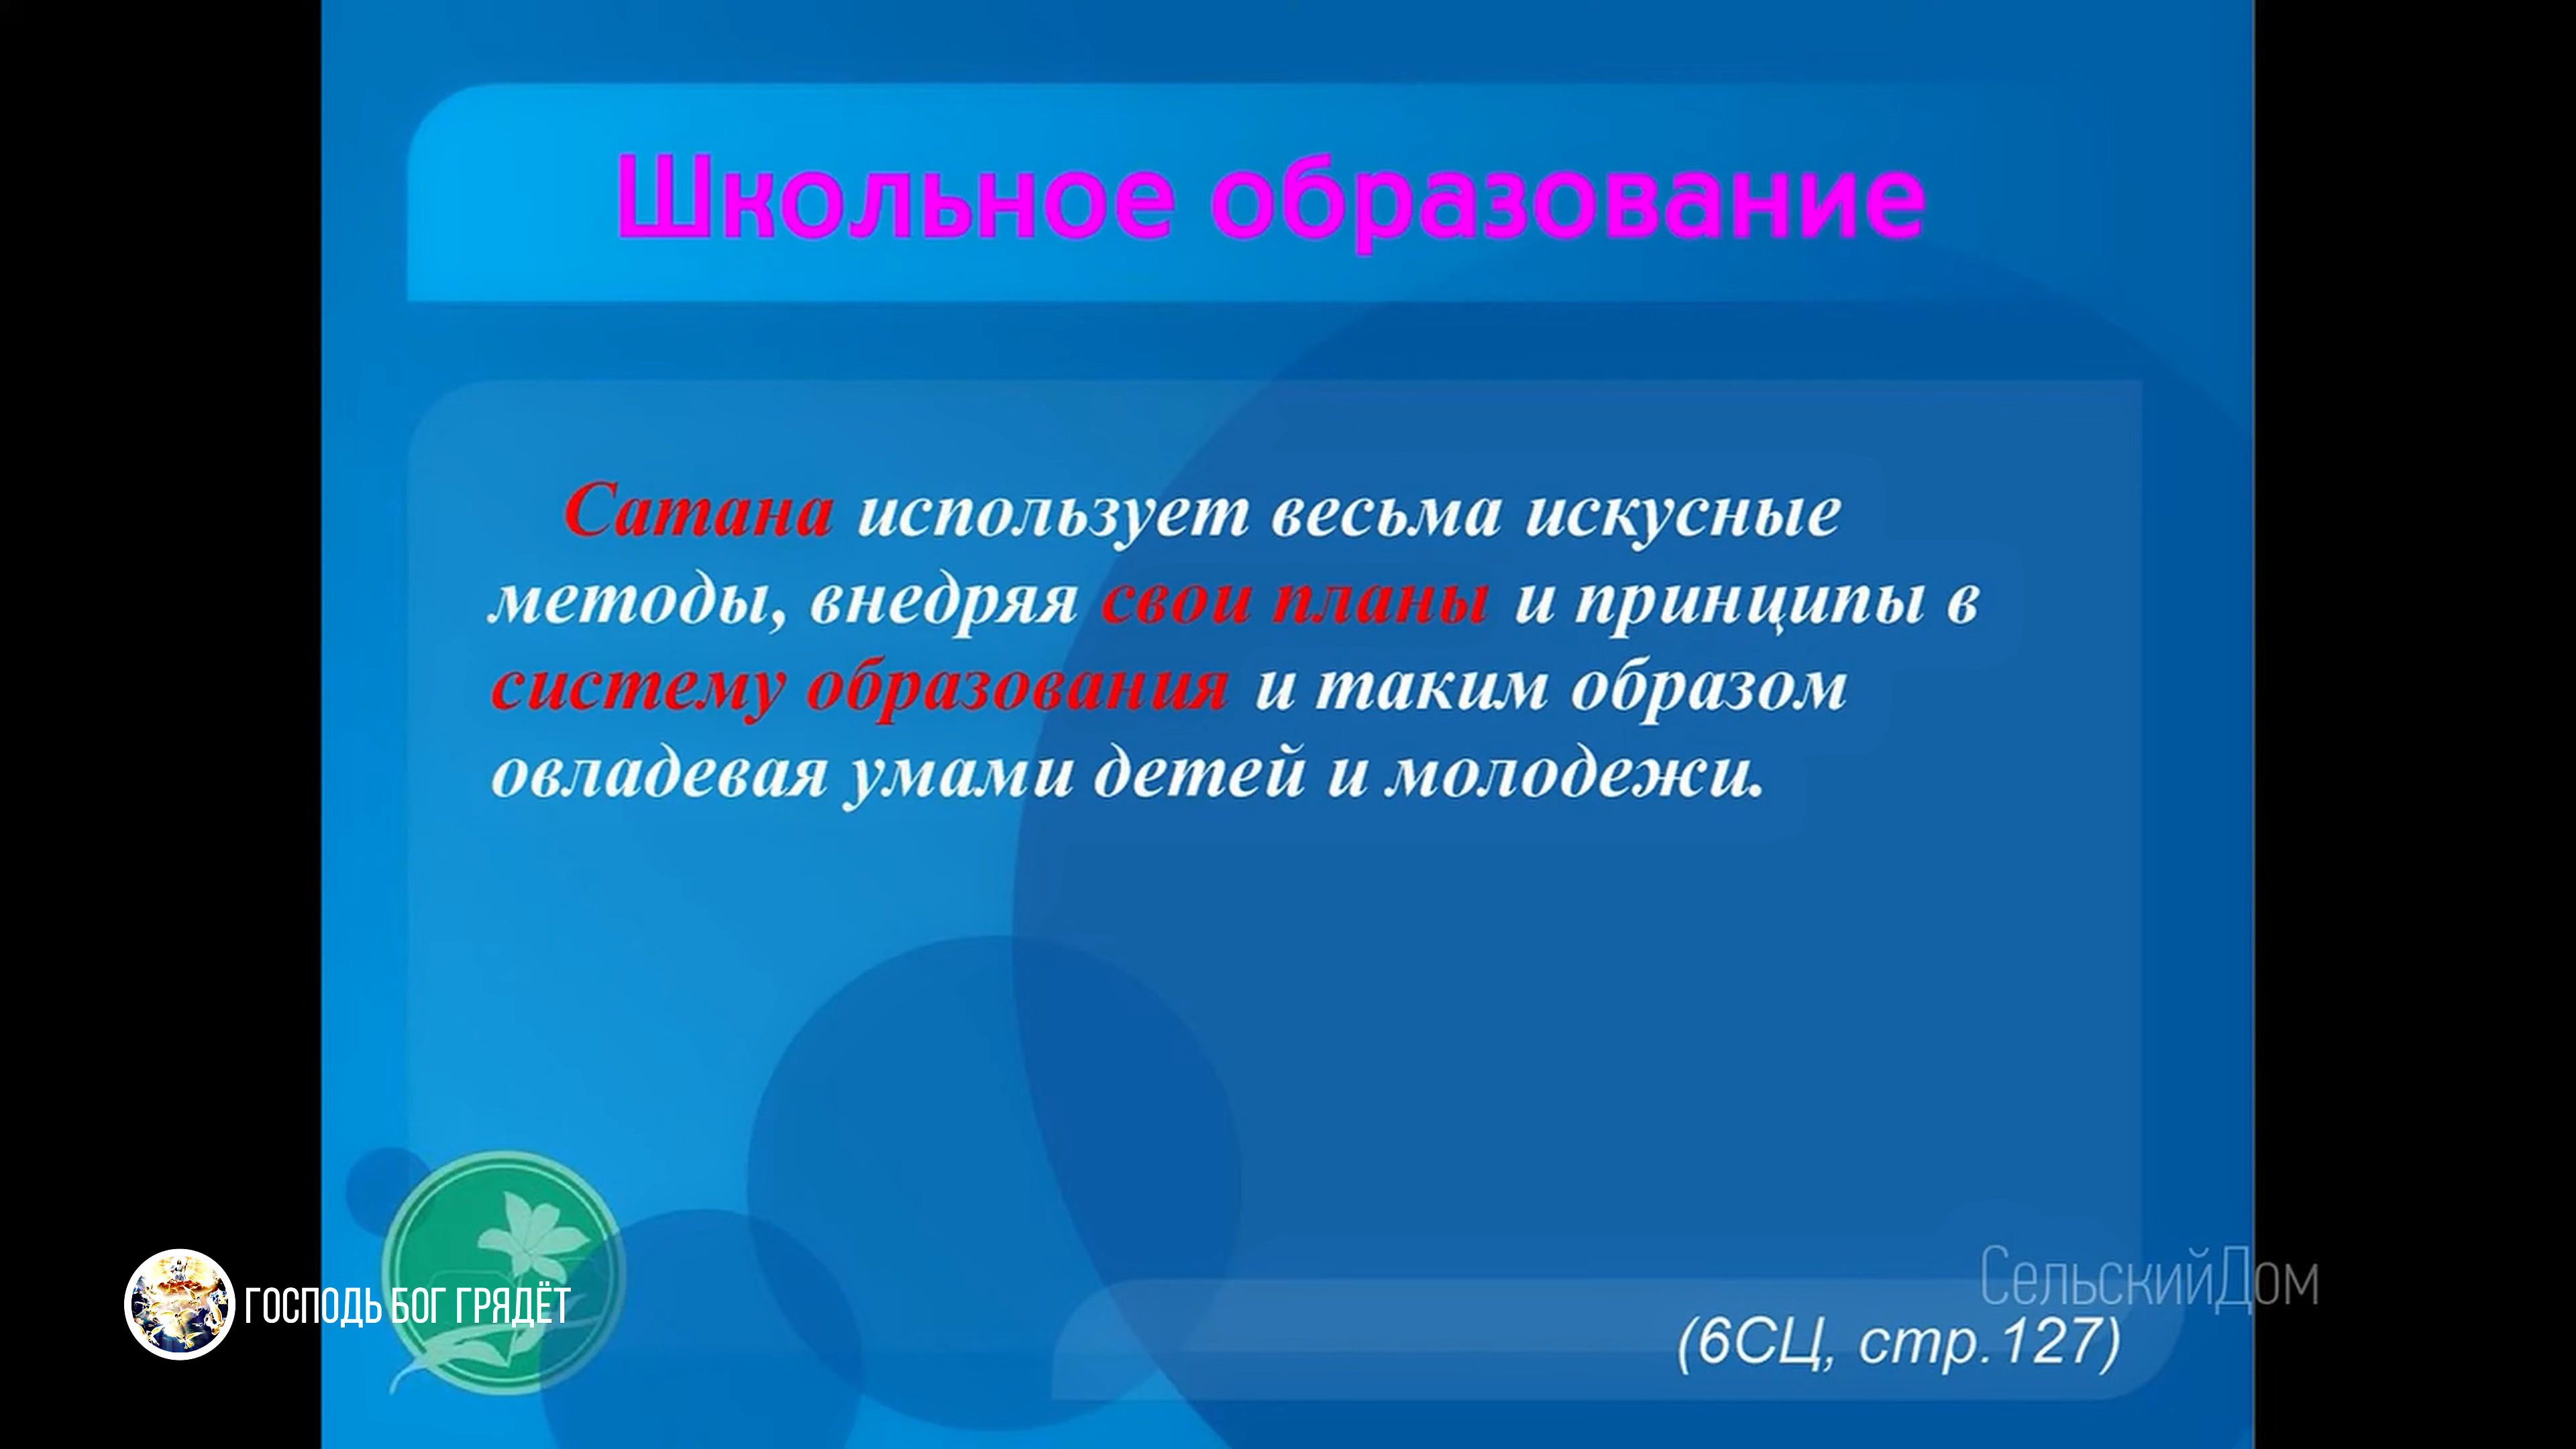 Школьное образование
Сатана использует весьма искусные
методы, внедряя свои планы и принципы в
систему образования и таким образом
овладевая умами детей и молодежи.
СельскийДом
ГОСПОДЬ БОГ ГРЯДЁТ
(6СЦ, стр.127)